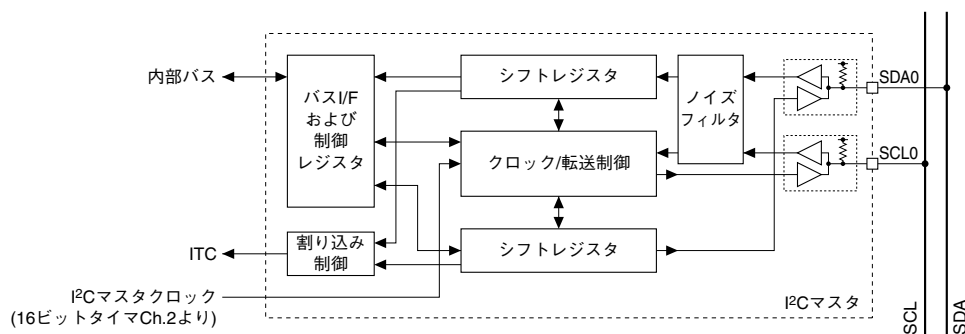 内部バス
バスI/F
および
制御
レジスタ
シフトレジスタ
ノイズ
フィルタ
SDA0
クロック/転送制御
SCL0
割り込み
制御
シフトレジスタ
ITC
I²Cマスタクロック
(16ビットタイマCh.2より)
I²Cマスタ
SCL
SDA